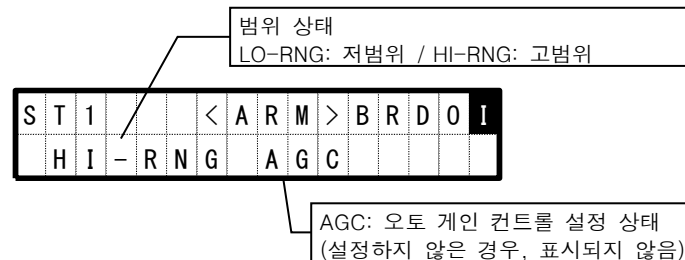 범위 상태
LO-RNG: 저범위 / HI-RNG: 고범위
ST1 <ARM>BRDOI
HI-RNG AGC
AGC: 오토 게인 컨트롤 설정 상태
(설정하지 않은 경우, 표시되지 않음)